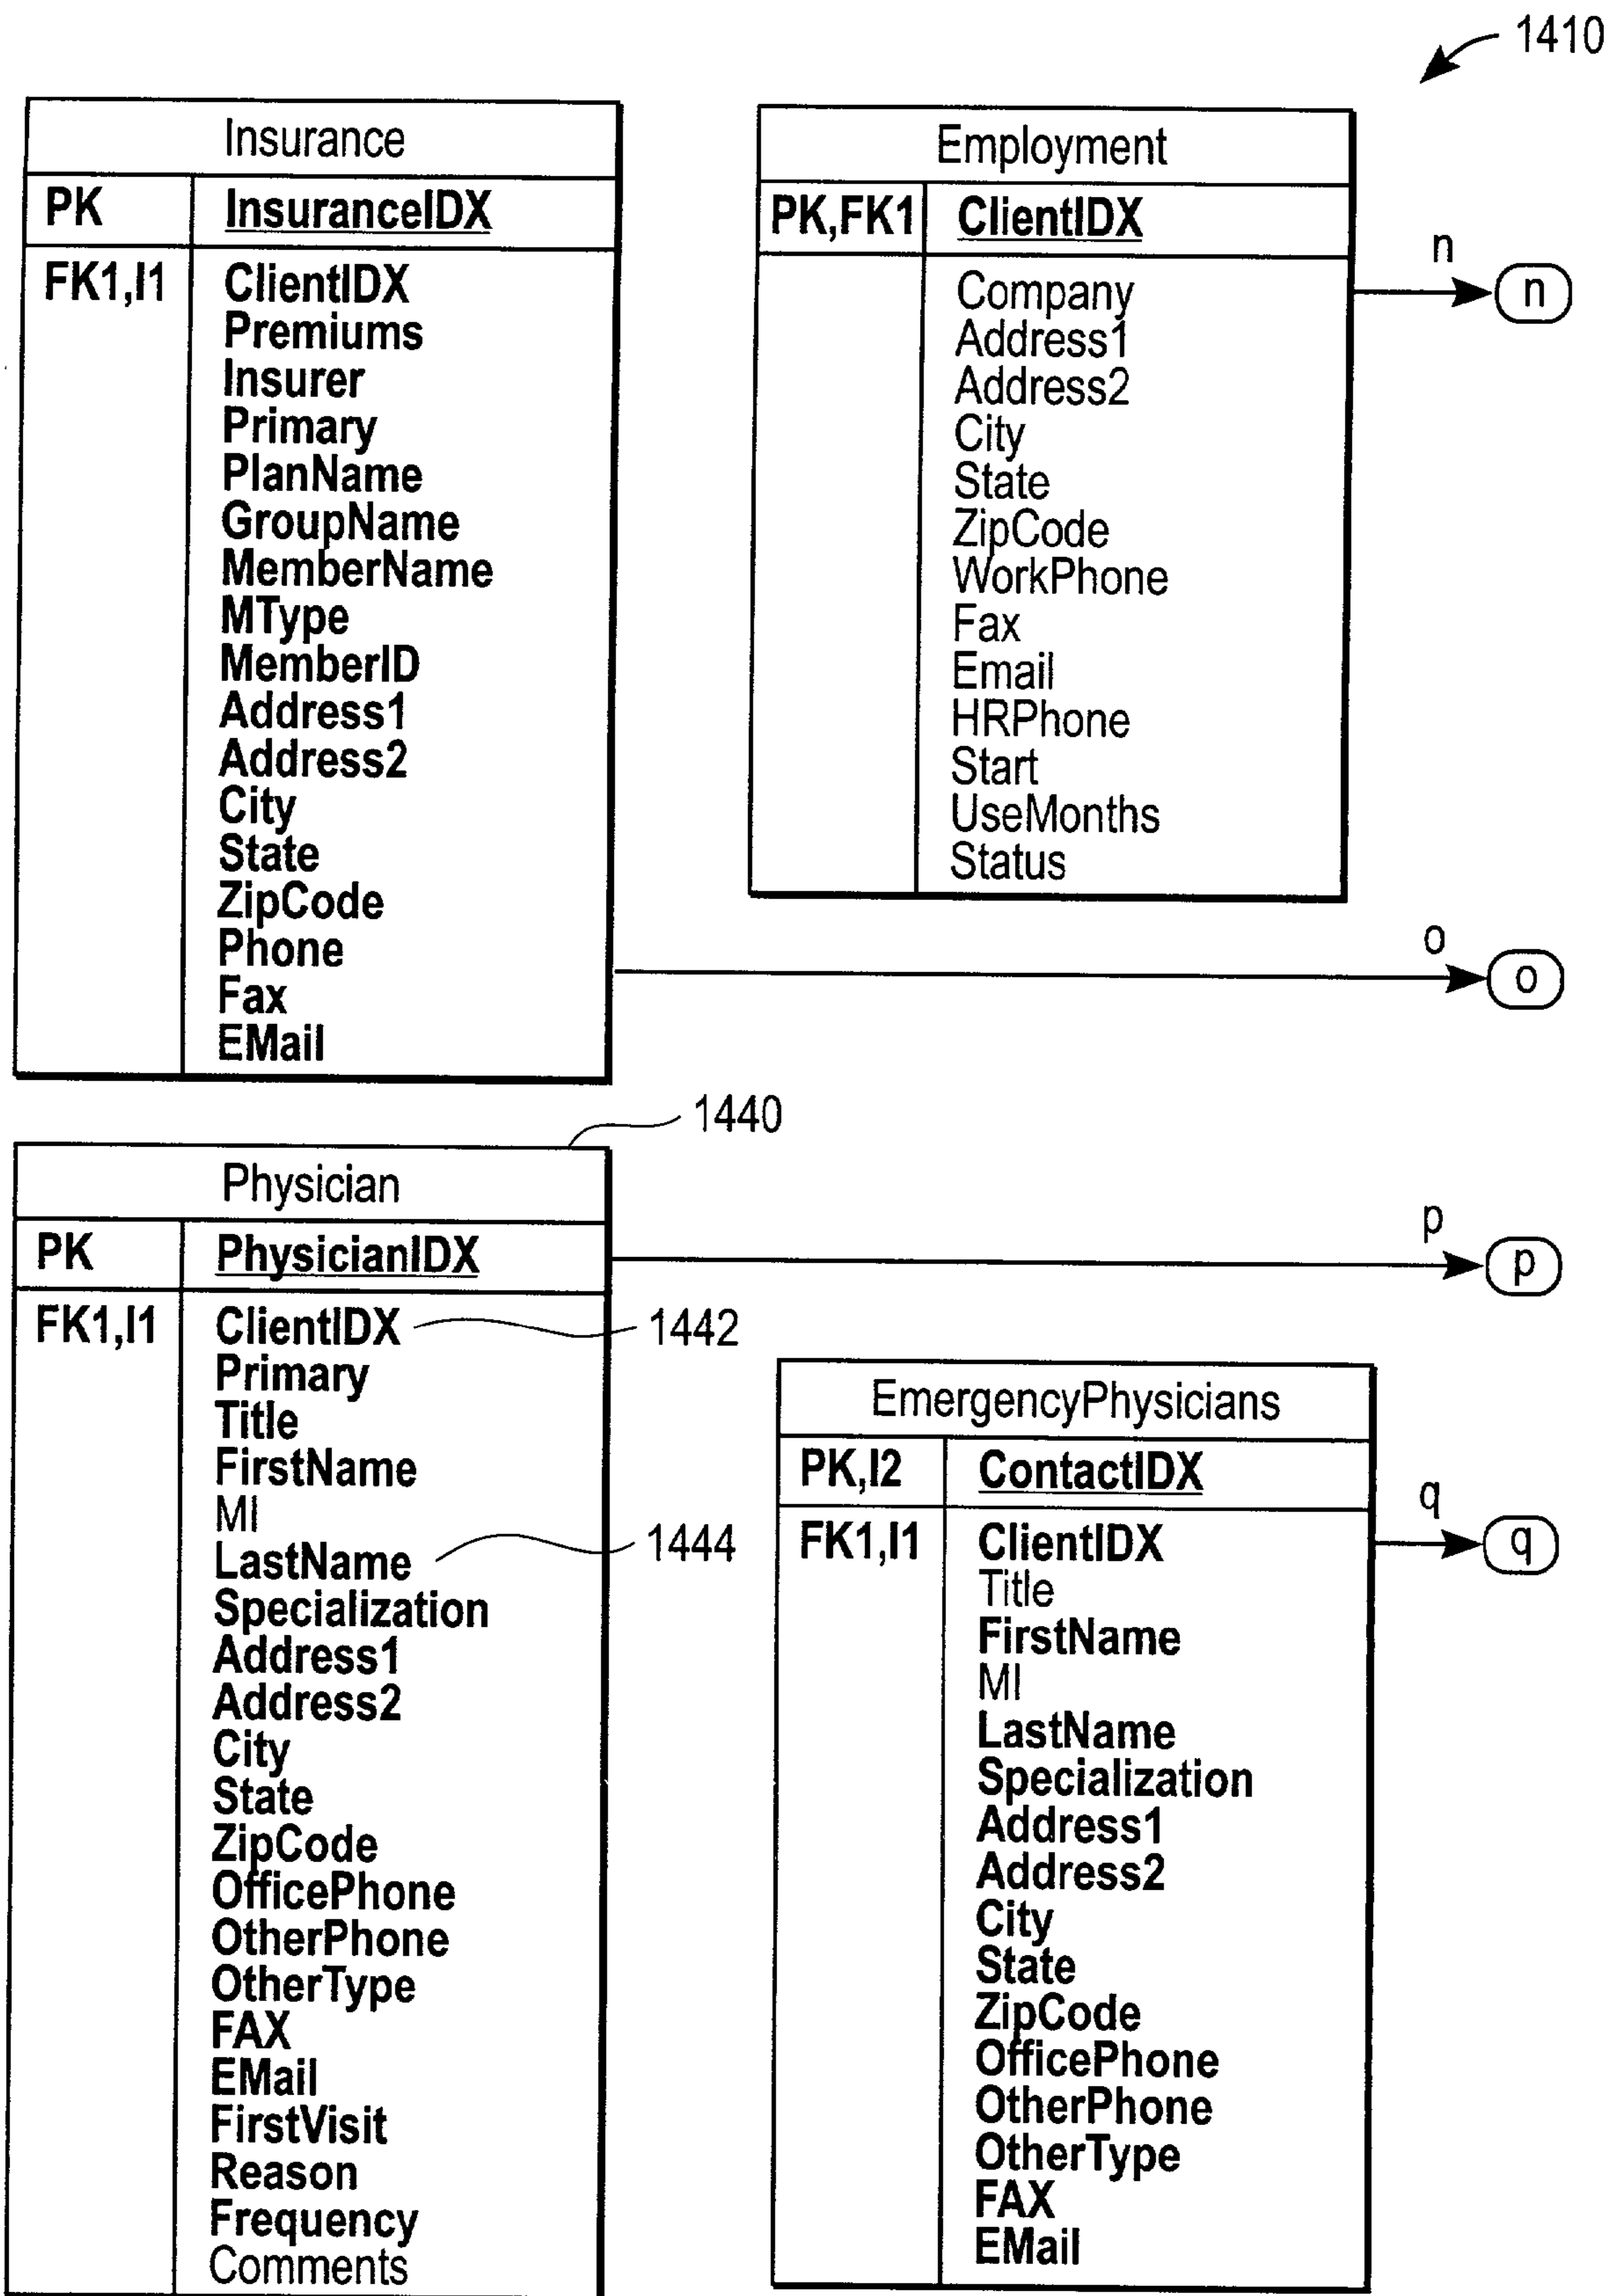 1410
Insurance
PK InsuranceIDX
FK1,I1 ClientIDX
Premiums
Insurer
Primary
PlanName
GroupName
MemberName
MType
MemberID
Address1
Address2
City
State
ZipCode
Phone
Fax
EMail
Employment
PK,FK1 ClientIDX
Company
Address1
Address2
City
State
ZipCode
WorkPhone
Fax
Email
HRPhone
Start
UseMonths
Status
n
n
o
o
1440
Physician
PK PhysicianIDX
FK1,I1 ClientIDX
Primary
Title
FirstName
MI
LastName
Specialization
Address1
Address2
City
State
ZipCode
OfficePhone
OtherPhone
OtherType
FAX
EMail
FirstVisit
Reason
Frequency
Comments
1442
1444
p
p
EmergencyPhysicians
PK,I2 ContactIDX
FK1,I1 ClientIDX
Title
FirstName
MI
LastName
Specialization
Address1
Address2
City
State
ZipCode
OfficePhone
OtherPhone
OtherType
FAX
EMail
q
q